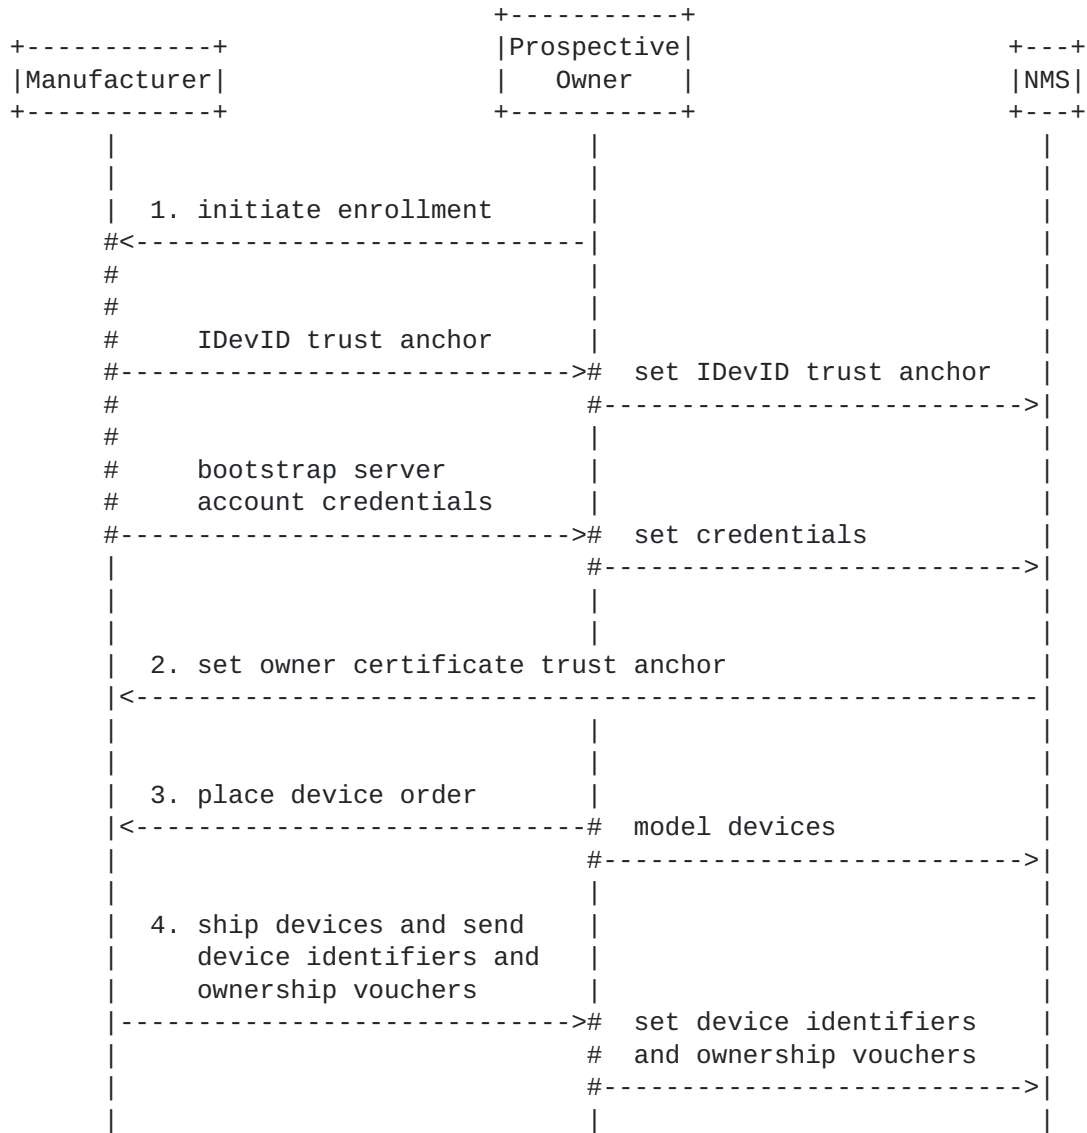 Prospective
Manufacturer Owner NMS
1. initiate enrollment
IDevID trust anchor
set IDevID trust anchor
bootstrap server
account credentials
set credentials
2. set owner certificate trust anchor
3. place device order
model devices
4. ship devices and send
device identifiers and
ownership vouchers
set device identifiers
and ownership vouchers